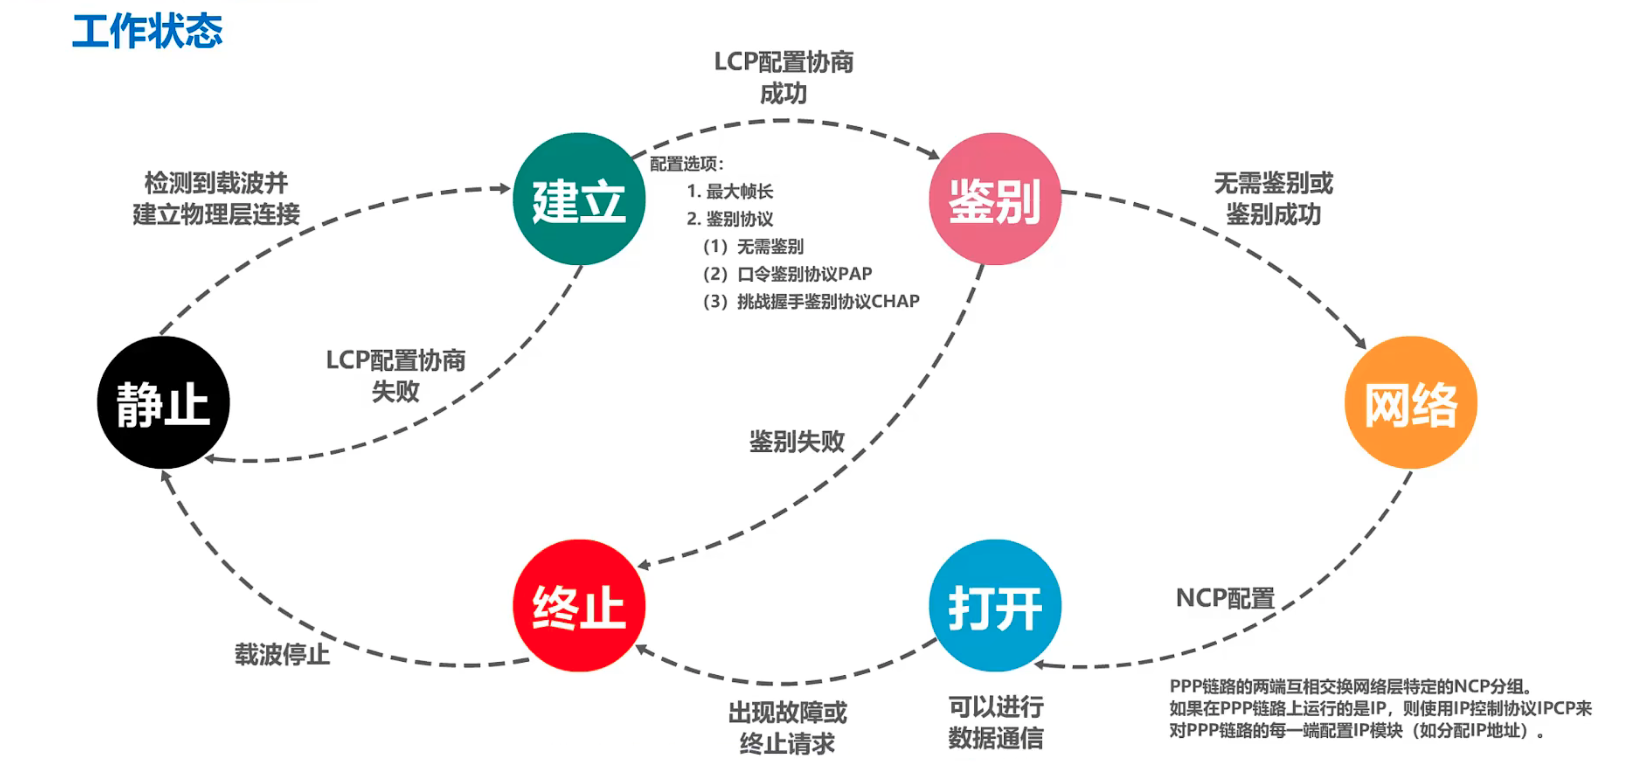 工作状态
LCP配置协商
成功
检测到载波并
建立物理层连接
建立
配置选项：
1. 最大帧长
2. 鉴别协议
（1）无需鉴别
（2）口令鉴别协议PAP
（3）挑战握手鉴别协议CHAP
鉴别
无需鉴别或
鉴别成功
静止
LCP配置协商
失败
鉴别失败
网络
终止
打开
NCP配置
载波停止
出现故障或
终止请求
可以进行
数据通信
PPP链路的两端互相交换网络层特定的NCP分组。
如果在PPP链路上运行的是IP，则使用IP控制协议IPCP来
对PPP链路的每一端配置IP模块（如分配IP地址）。